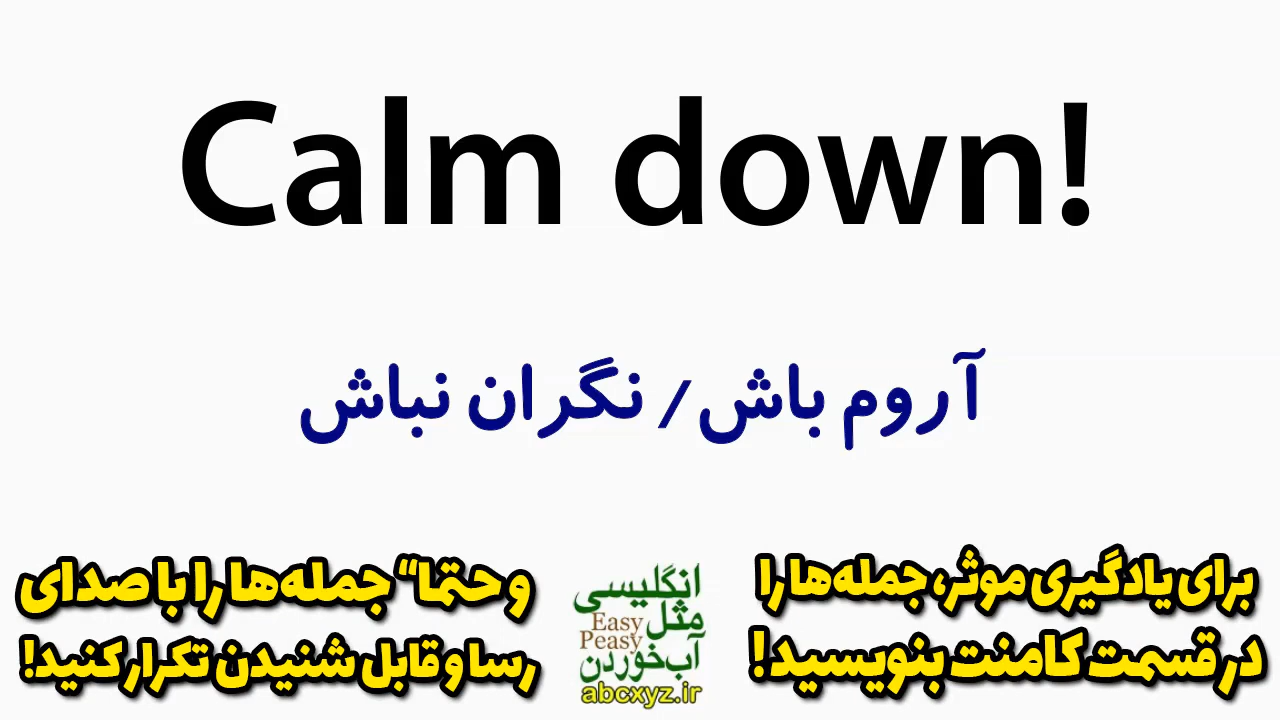 Calm down!
آروم باش/ نگران نباش
برای یادگیری موثر، جمله‌ها را
در قسمت کامنت بنویسید!
انگلیسی
مثل
Easy
Peasy
آب خوردن
abcxyz.ir
و حتما“ جمله‌ها را با صدای
رسا و قابل شنیدن تکرار کنید!